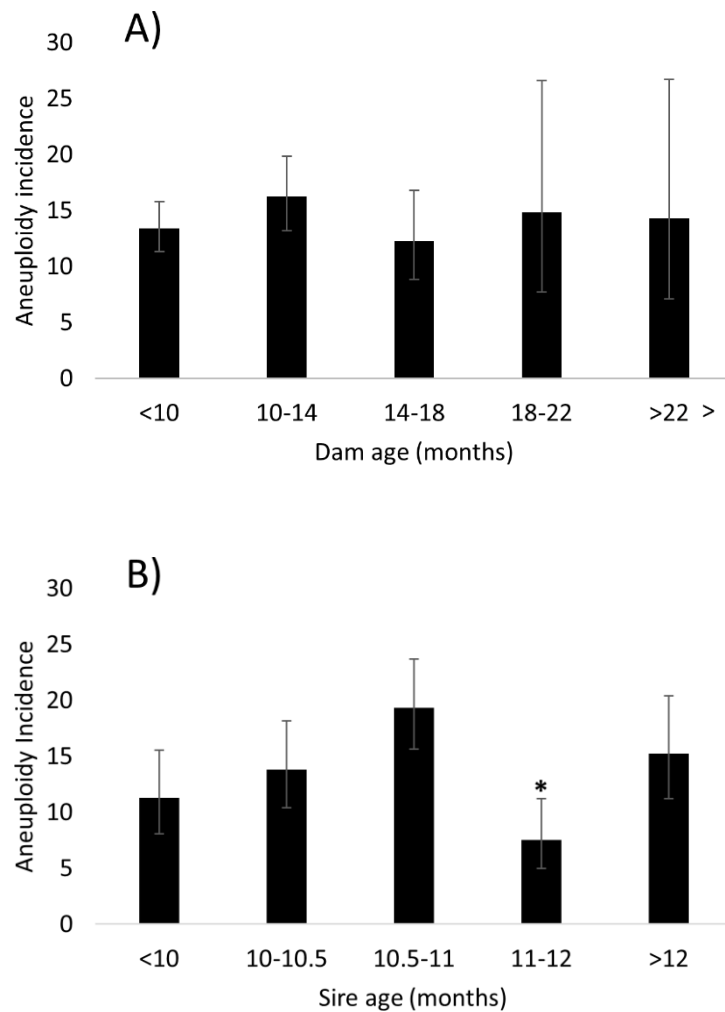 A)
30
25
20
15
10
5
0
Aneuploidy incidence
<10 10-14 14-18 18-22 >22 >
Dam age (months)
B)
30
25
20
15
10
5
0
Aneuploidy Incidence
*
<10 10-10.5 10.5-11 11-12 >12
Sire age (months)